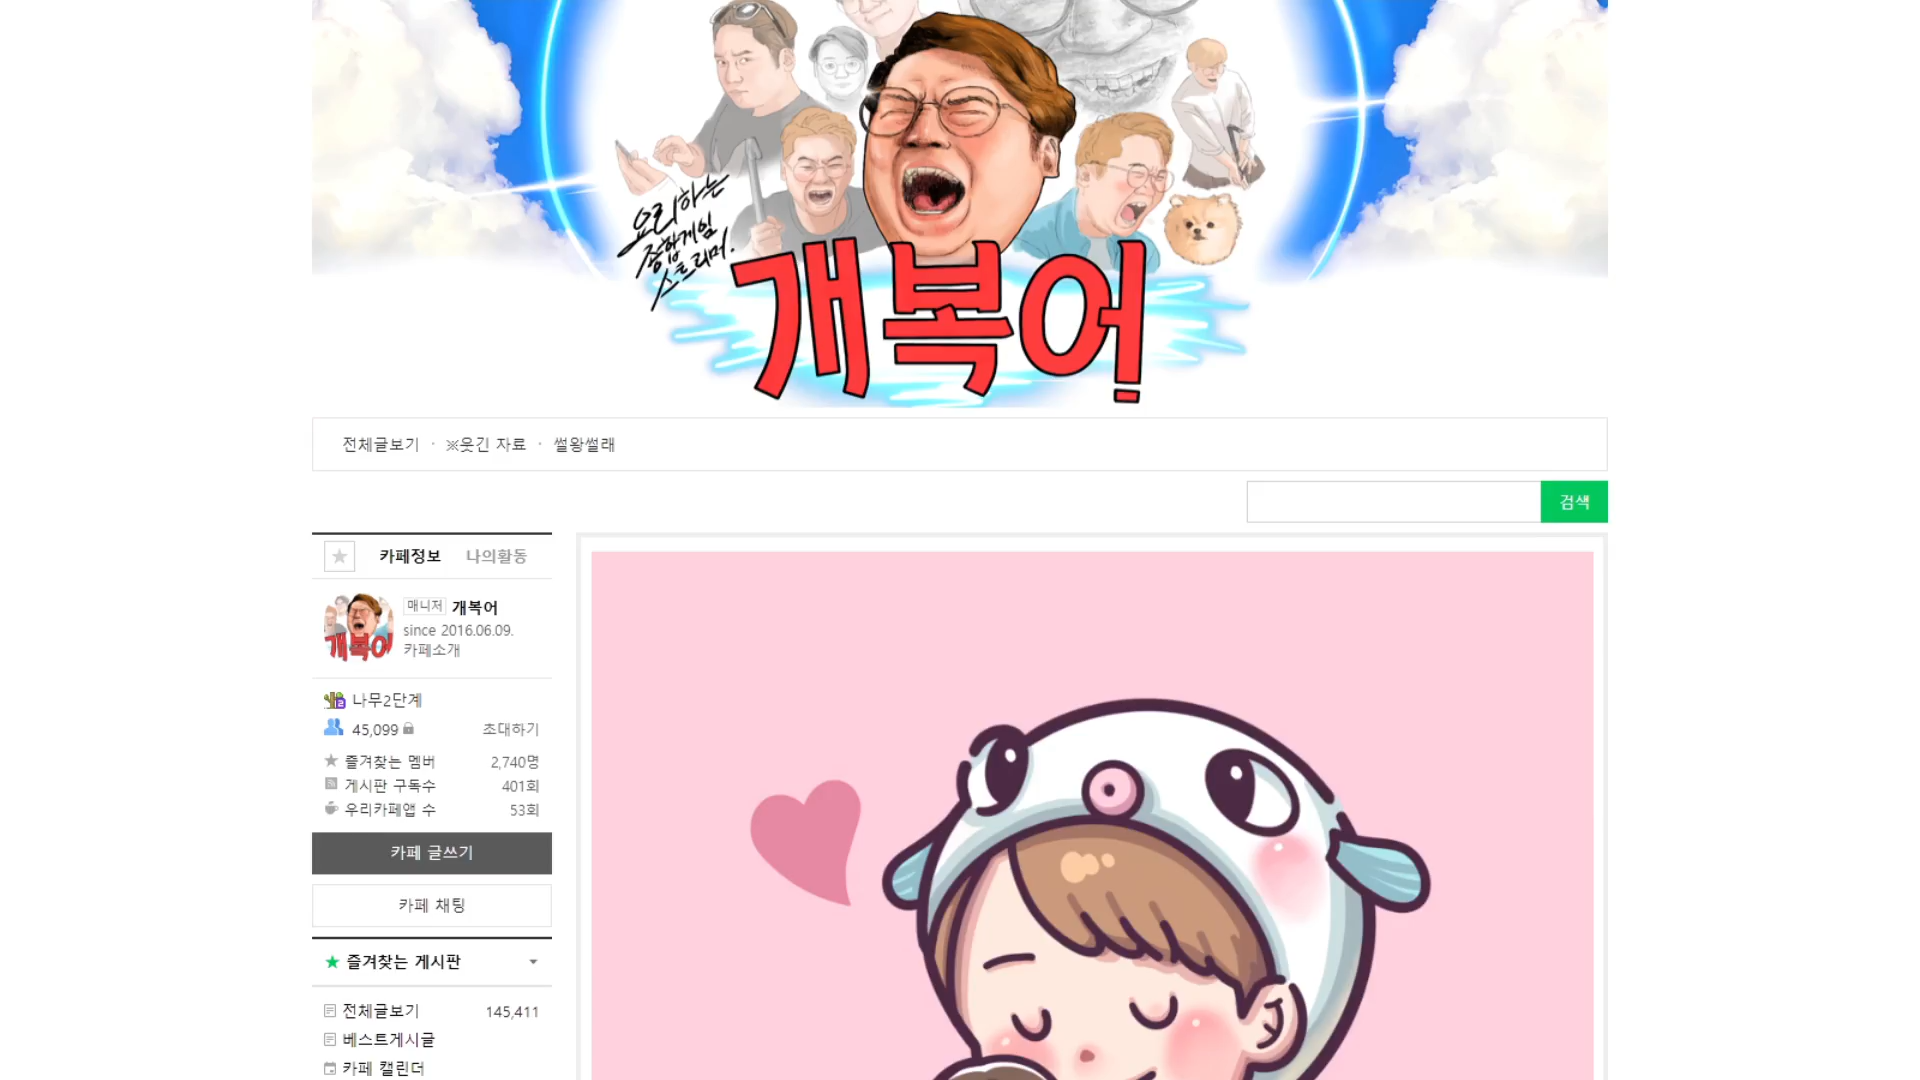 요리하는
종합게임
스트리머.
개복어
전체글보기 · ※웃긴 자료 · 썰왕썰래
검색
카페정보 나의활동
개복어
매니저 개복어
since 2016.06.09.
카페소개
나무2단계
45,099 초대하기
즐겨찾는 멤버 2,740명
게시판 구독수 401회
우리카페앱 수 53회
카페 글쓰기
카페 채팅
즐겨찾는 게시판
전체글보기 145,411
베스트게시글
카페 캘린더